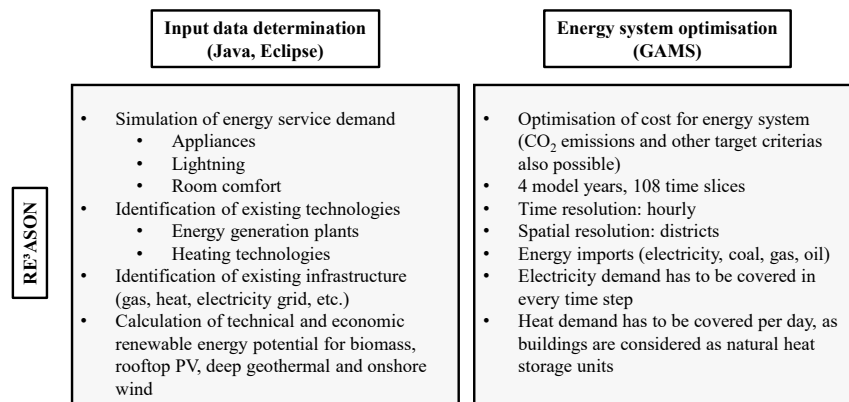 Input data determination
(Java, Eclipse)
Energy system optimisation
(GAMS)
RE³ASON
• Simulation of energy service demand
• Appliances
• Lightning
• Room comfort
• Identification of existing technologies
• Energy generation plants
• Heating technologies
• Identification of existing infrastructure
(gas, heat, electricity grid, etc.)
• Calculation of technical and economic
renewable energy potential for biomass,
rooftop PV, deep geothermal and onshore
wind
• Optimisation of cost for energy system
(CO₂ emissions and other target criterias
also possible)
• 4 model years, 108 time slices
• Time resolution: hourly
• Spatial resolution: districts
• Energy imports (electricity, coal, gas, oil)
• Electricity demand has to be covered in
every time step
• Heat demand has to be covered per day, as
buildings are considered as natural heat
storage units